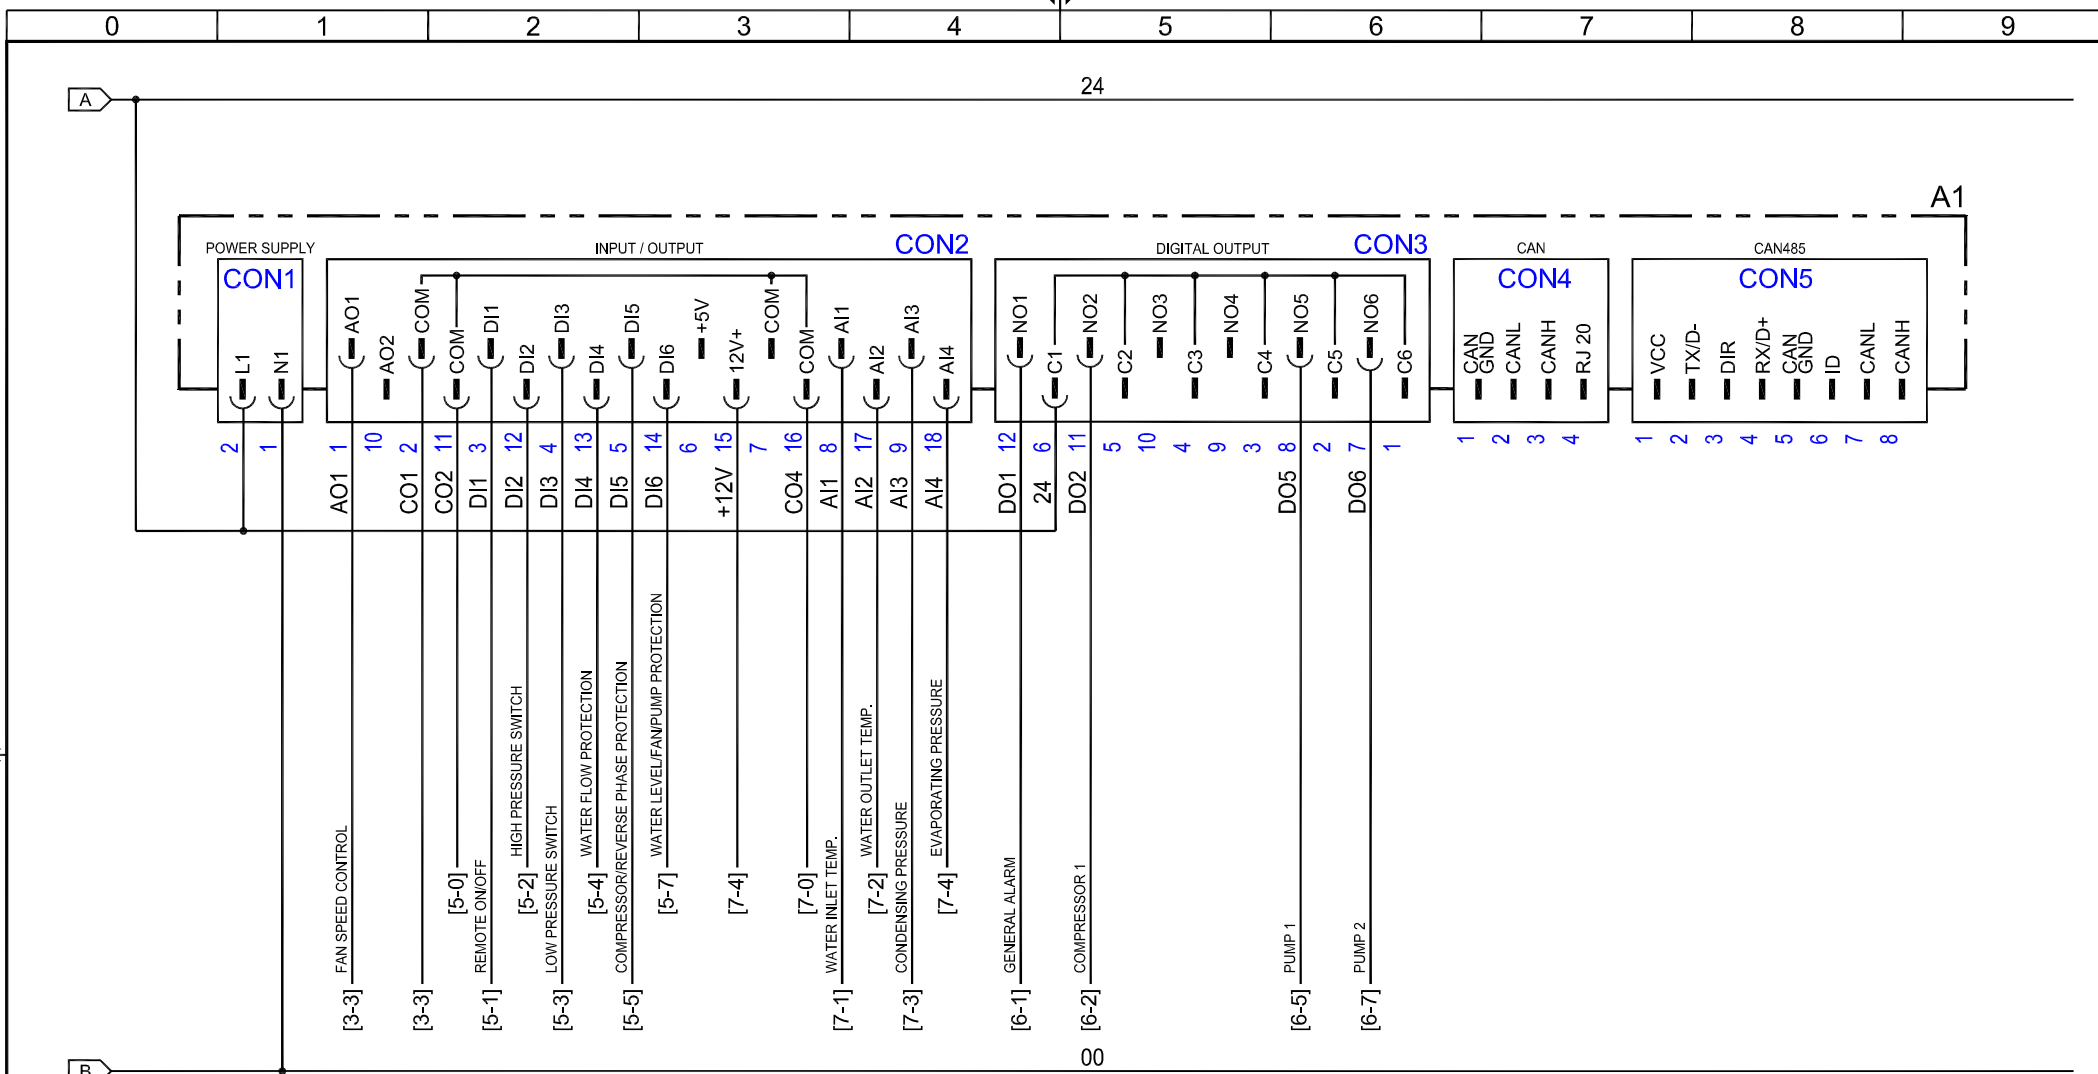 0 1 2 3 4 5 6 7 8 9
A 24
A1
POWER SUPPLY INPUT / OUTPUT DIGITAL OUTPUT CAN CAN485
CON1 CON2 CON3 CON4 CON5
L1 N1
AO1 AO2 COM COM DI1 DI2 DI3 DI4 DI5 DI6 +5V 12V+ COM COM AI1 AI2 AI3 AI4
NO1 C1 NO2 C2 NO3 C3 NO4 C4 NO5 C5 NO6 C6
CAN GND CANL CANH RJ 20
VCC TX/D- DIR RX/D+ CAN GND ID CANL CANH
2 1
1 10 2 11 3 12 4 13 5 14 6 15 7 16 8 17 9 18
12 6 11 5 10 4 9 3 8 2 7 1
1 2 3 4
1 2 3 4 5 6 7 8
AO1 CO1 CO2 DI1 DI2 DI3 DI4 DI5 DI6 +12V CO4 AI1 AI2 AI3 AI4
DO1 24 DO2 DO5 DO6
FAN SPEED CONTROL
[3-3]
[3-3]
[5-0]
REMOTE ON/OFF
[5-1]
HIGH PRESSURE SWITCH
[5-2]
LOW PRESSURE SWITCH
[5-3]
WATER FLOW PROTECTION
[5-4]
COMPRESSOR/REVERSE PHASE PROTECTION
[5-5]
WATER LEVEL/FAN/PUMP PROTECTION
[5-7]
[7-4]
[7-0]
WATER INLET TEMP.
[7-1]
WATER OUTLET TEMP.
[7-2]
CONDENSING PRESSURE
[7-3]
EVAPORATING PRESSURE
[7-4]
GENERAL ALARM
[6-1]
COMPRESSOR 1
[6-2]
PUMP 1
[6-5]
PUMP 2
[6-7]
B 00